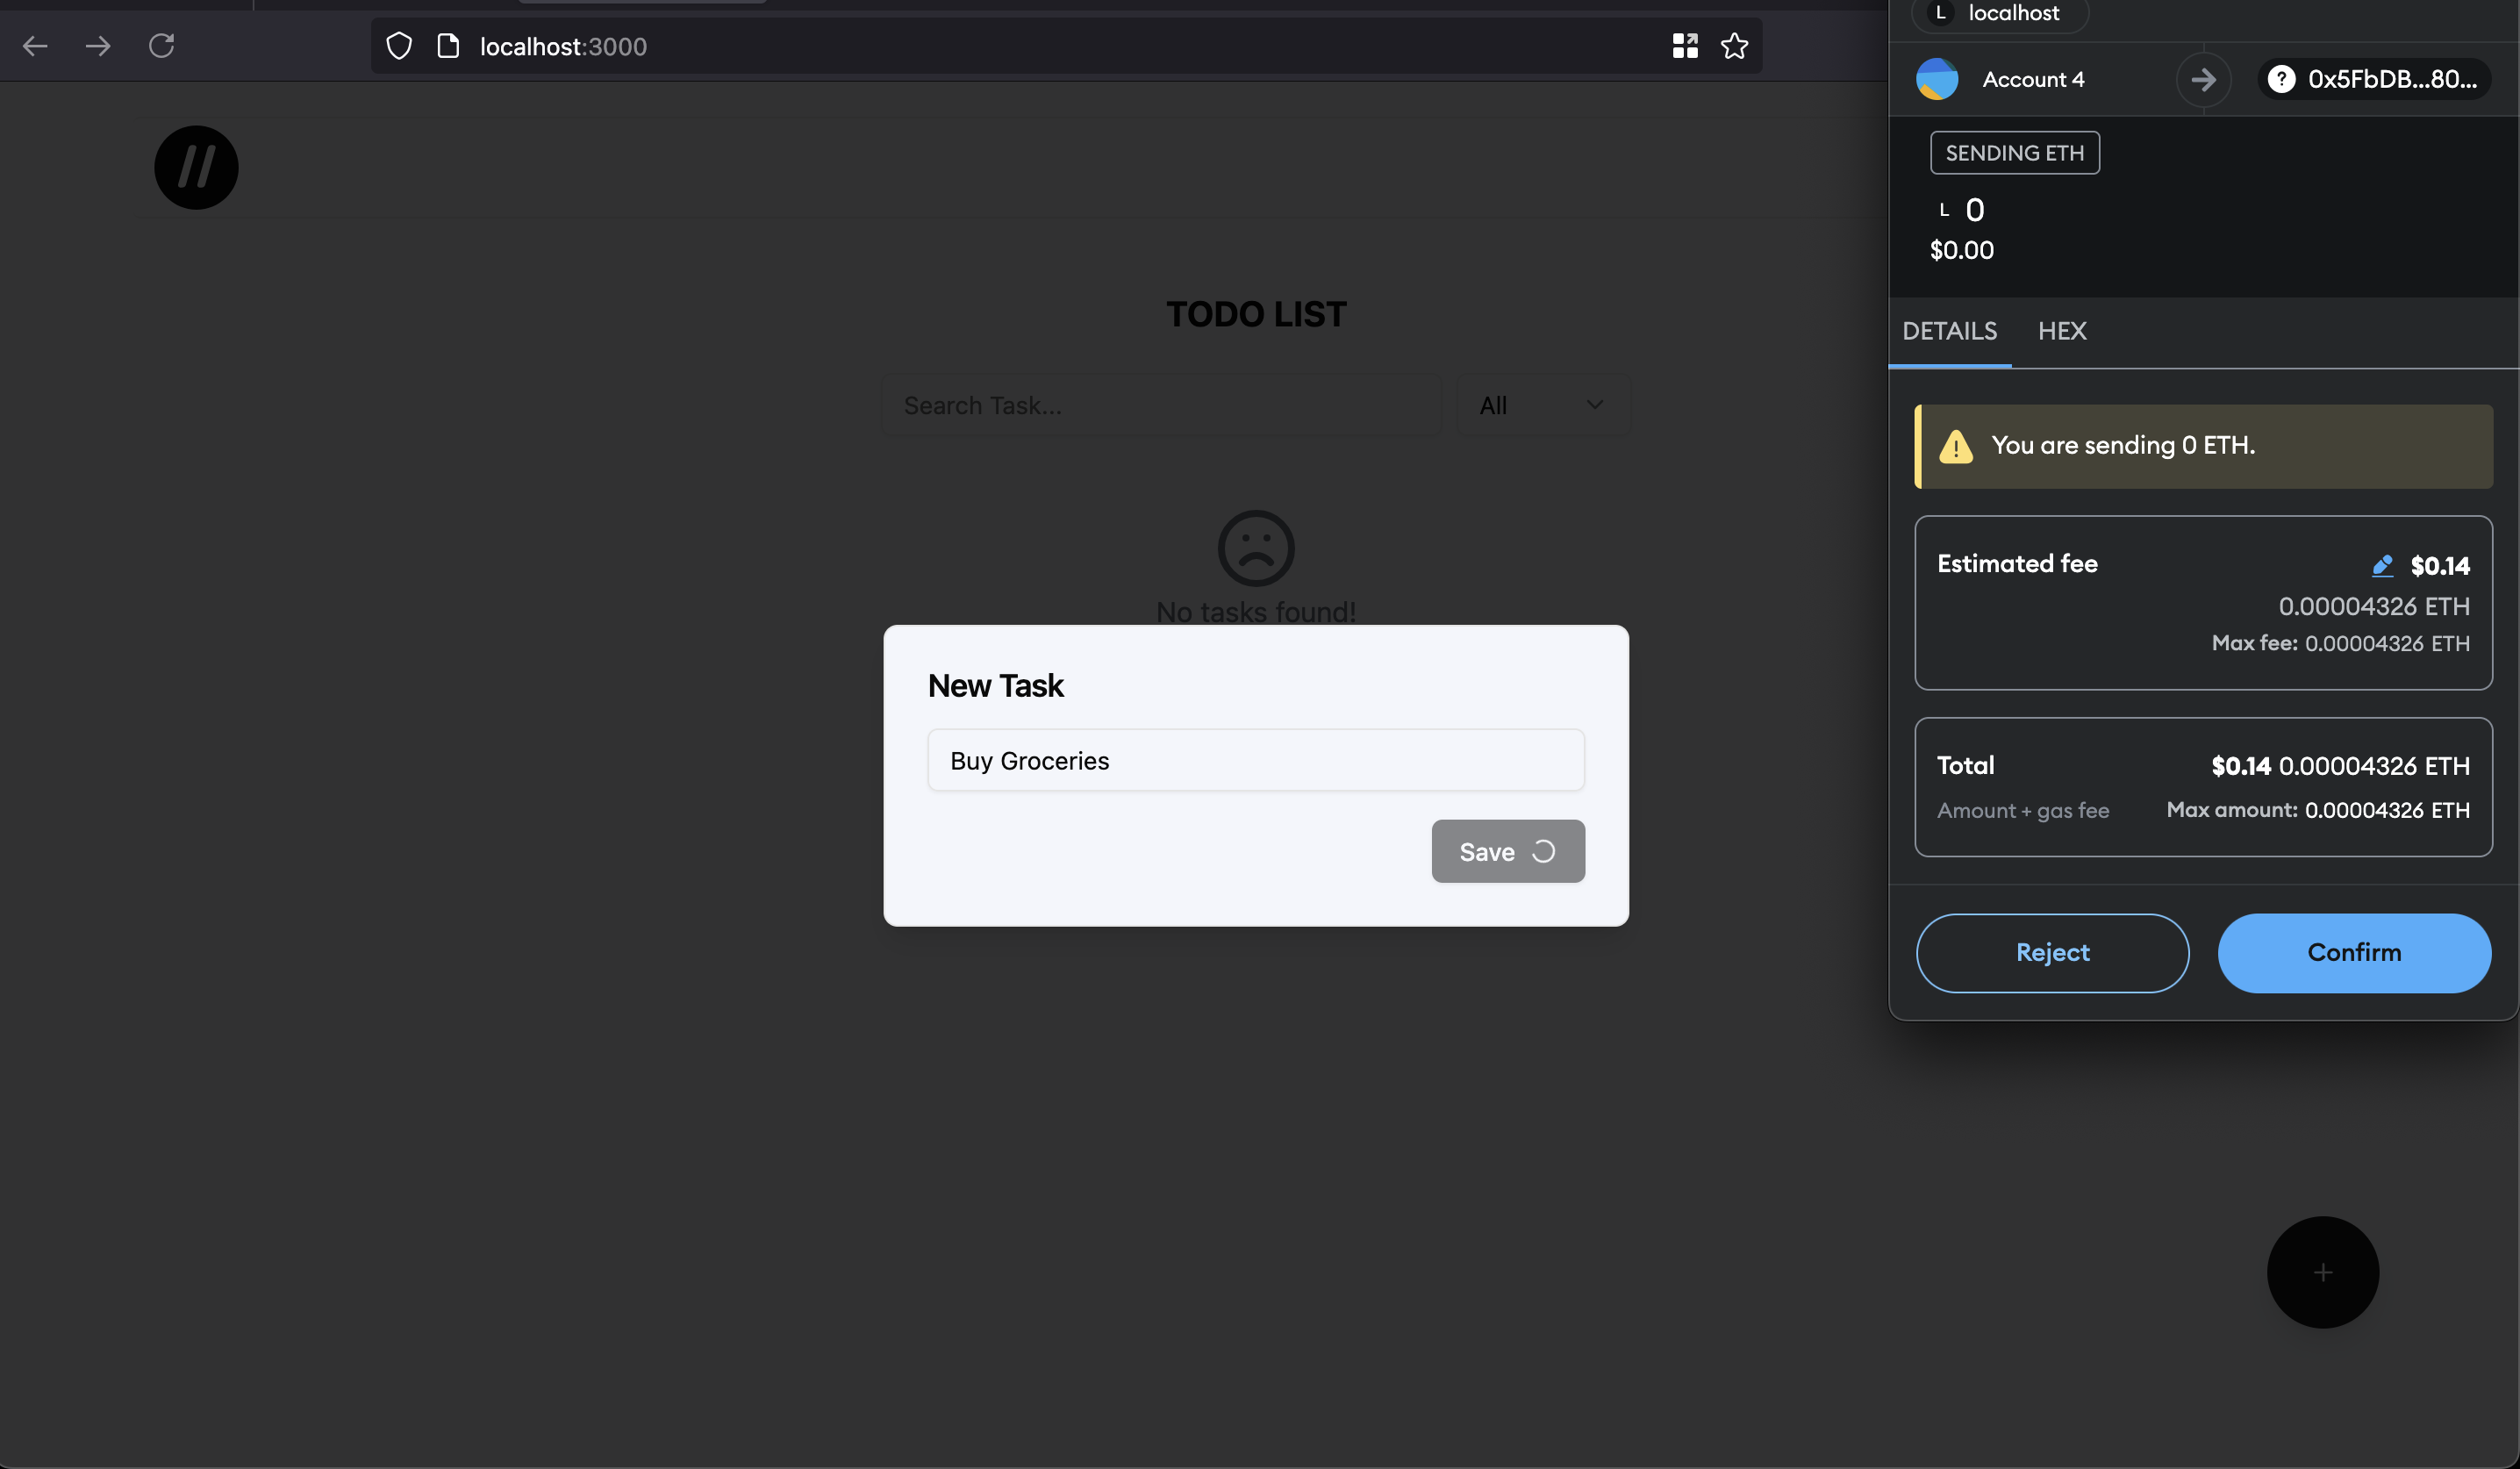 localhost:3000
TODO LIST
Search Task...
All
No tasks found!
New Task
Buy Groceries
Save
+
L localhost
Account 4
? 0x5FbDB...80...
SENDING ETH
L 0
$0.00
DETAILS HEX
You are sending 0 ETH.
Estimated fee $0.14
0.00004326 ETH
Max fee: 0.00004326 ETH
Total $0.14 0.00004326 ETH
Amount + gas fee Max amount: 0.00004326 ETH
Reject Confirm